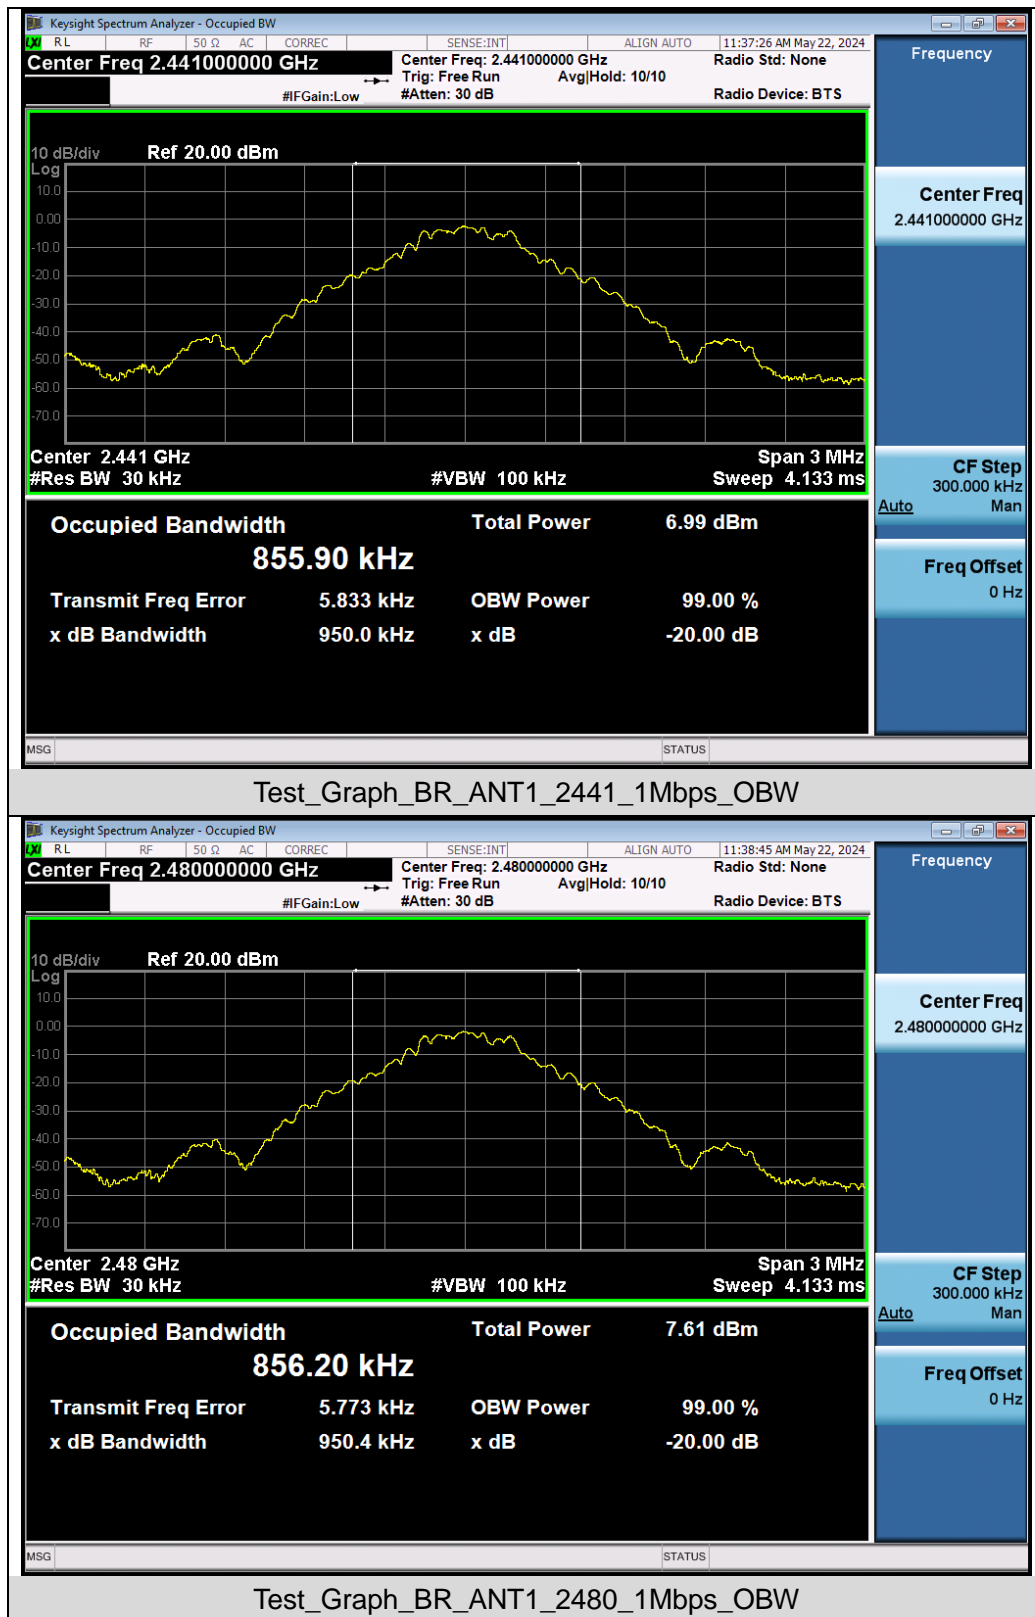 Keysight Spectrum Analyzer - Occupied BW
LXI RL RF 50 Ω AC CORREC SENSE:INT ALIGN AUTO 11:37:26 AM May 22, 2024
Center Freq 2.441000000 GHz
Center Freq: 2.441000000 GHz Radio Std: None
Trig: Free Run Avg|Hold: 10/10
#IFGain:Low #Atten: 30 dB Radio Device: BTS
10 dB/div Ref 20.00 dBm
Log
10.0
0.00
-10.0
-20.0
-30.0
-40.0
-50.0
-60.0
-70.0
Center 2.441 GHz Span 3 MHz
#Res BW 30 kHz #VBW 100 kHz Sweep 4.133 ms
Occupied Bandwidth Total Power 6.99 dBm
855.90 kHz
Transmit Freq Error 5.833 kHz OBW Power 99.00 %
x dB Bandwidth 950.0 kHz x dB -20.00 dB
MSG STATUS
Frequency
Center Freq
2.441000000 GHz
CF Step
300.000 kHz
Auto Man
Freq Offset
0 Hz
Test_Graph_BR_ANT1_2441_1Mbps_OBW
Keysight Spectrum Analyzer - Occupied BW
LXI RL RF 50 Ω AC CORREC SENSE:INT ALIGN AUTO 11:38:45 AM May 22, 2024
Center Freq 2.480000000 GHz
Center Freq: 2.480000000 GHz Radio Std: None
Trig: Free Run Avg|Hold: 10/10
#IFGain:Low #Atten: 30 dB Radio Device: BTS
10 dB/div Ref 20.00 dBm
Log
10.0
0.00
-10.0
-20.0
-30.0
-40.0
-50.0
-60.0
-70.0
Center 2.48 GHz Span 3 MHz
#Res BW 30 kHz #VBW 100 kHz Sweep 4.133 ms
Occupied Bandwidth Total Power 7.61 dBm
856.20 kHz
Transmit Freq Error 5.773 kHz OBW Power 99.00 %
x dB Bandwidth 950.4 kHz x dB -20.00 dB
MSG STATUS
Frequency
Center Freq
2.480000000 GHz
CF Step
300.000 kHz
Auto Man
Freq Offset
0 Hz
Test_Graph_BR_ANT1_2480_1Mbps_OBW